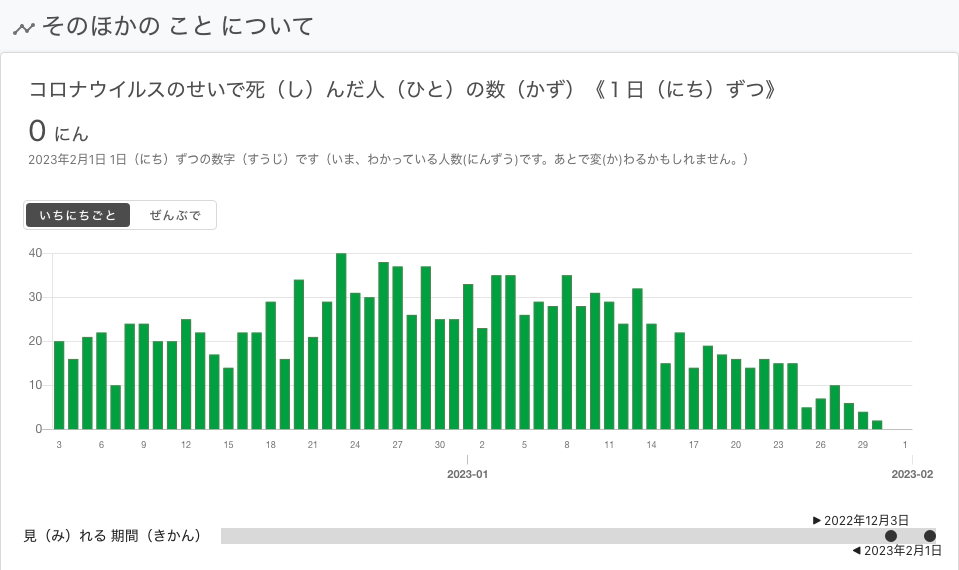 そのほかの こと について
コロナウイルスのせいで死（し）んだ人（ひと）の数（かず）《１日（にち）ずつ》
0 にん
2023年2月1日 1日（にち）ずつの数字（すうじ）です（いま、わかっている人数(にんずう)です。あとで変(か)わるかもしれません。）
いちにちごと ぜんぶで
40
30
20
10
0
3 6 9 12 15 18 21 24 27 30 2 5 8 11 14 17 20 23 26 29 1
2023-01 2023-02
▶ 2022年12月3日
見（み）れる 期間（きかん）
◀ 2023年2月1日